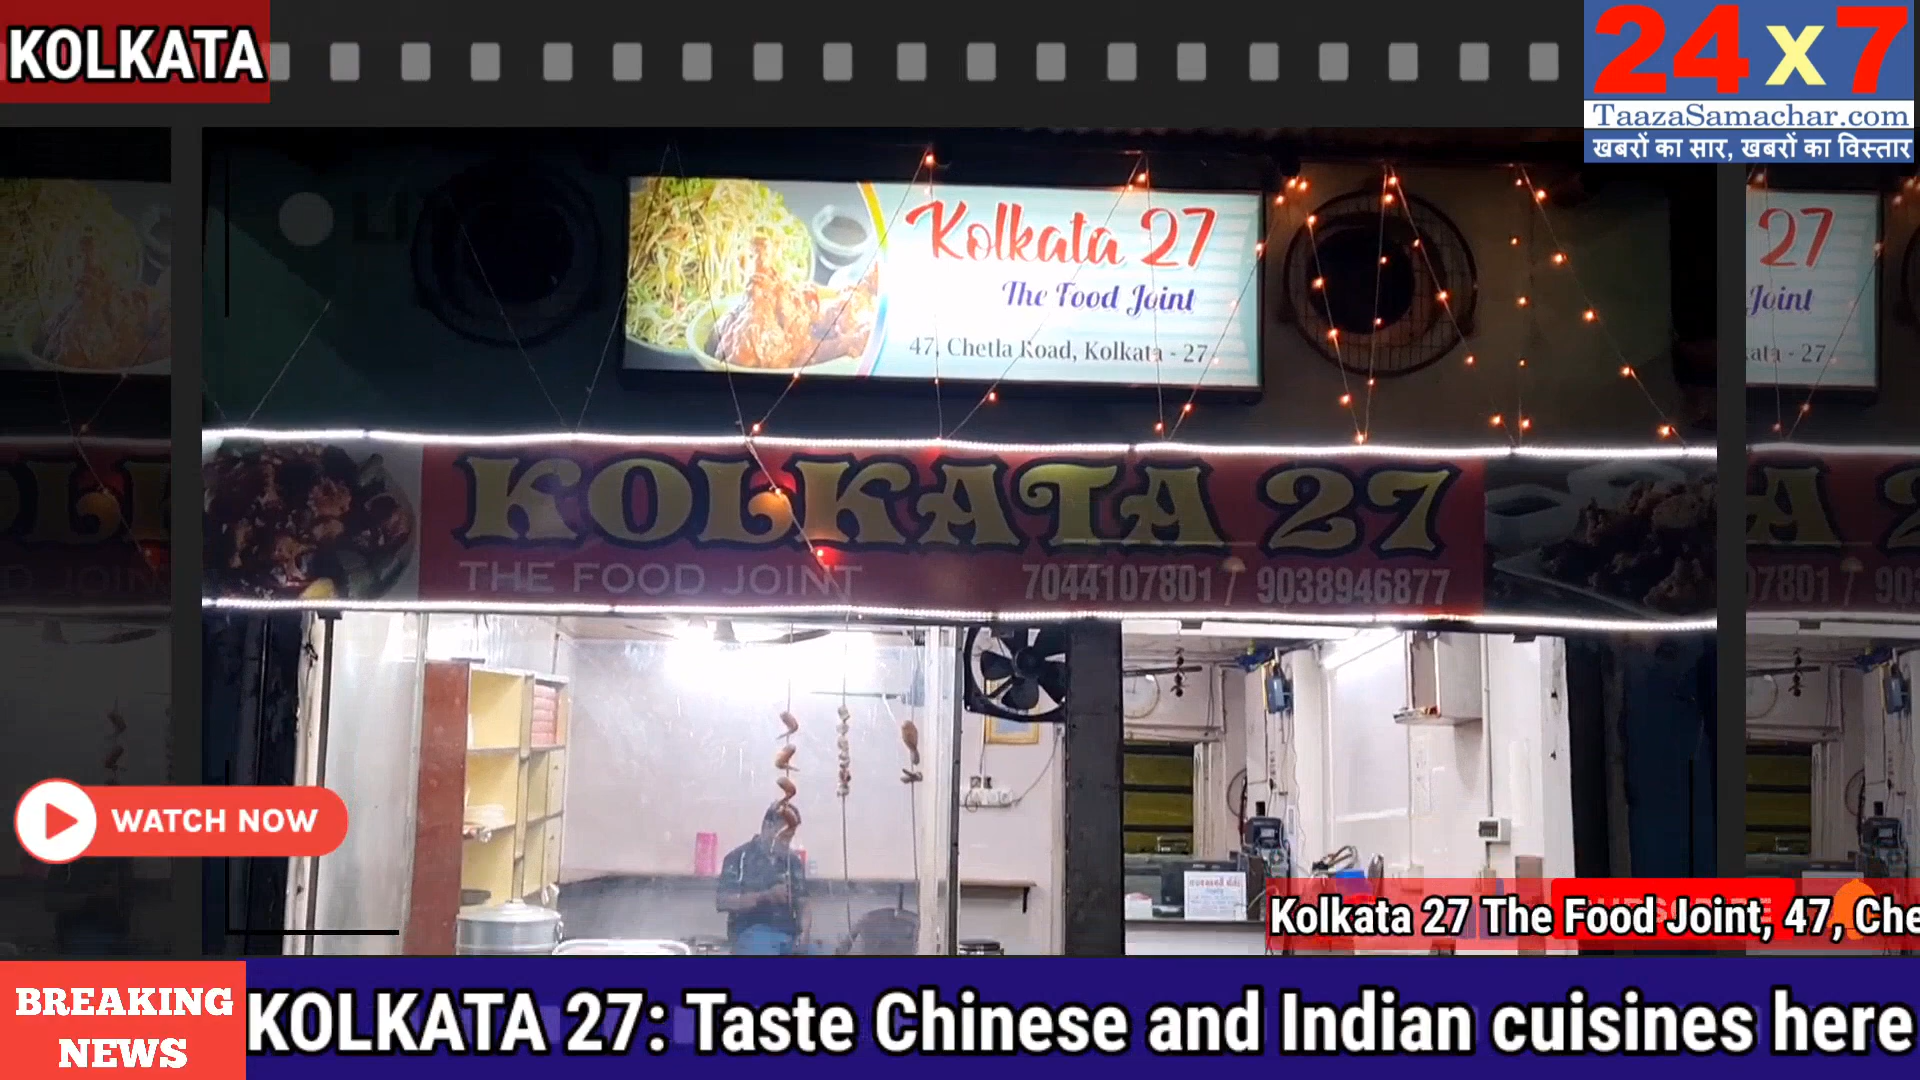 KOLKATA
24x7
TaazaSamachar.com
खबरों का सार, खबरों का विस्तार
Kolkata 27
The Food Joint
47, Chetla Road, Kolkata - 27
KOLKATA 27
THE FOOD JOINT
7044107801 / 9038946877
WATCH NOW
Kolkata 27 The Food Joint, 47, Che
BREAKING
NEWS
KOLKATA 27: Taste Chinese and Indian cuisines here